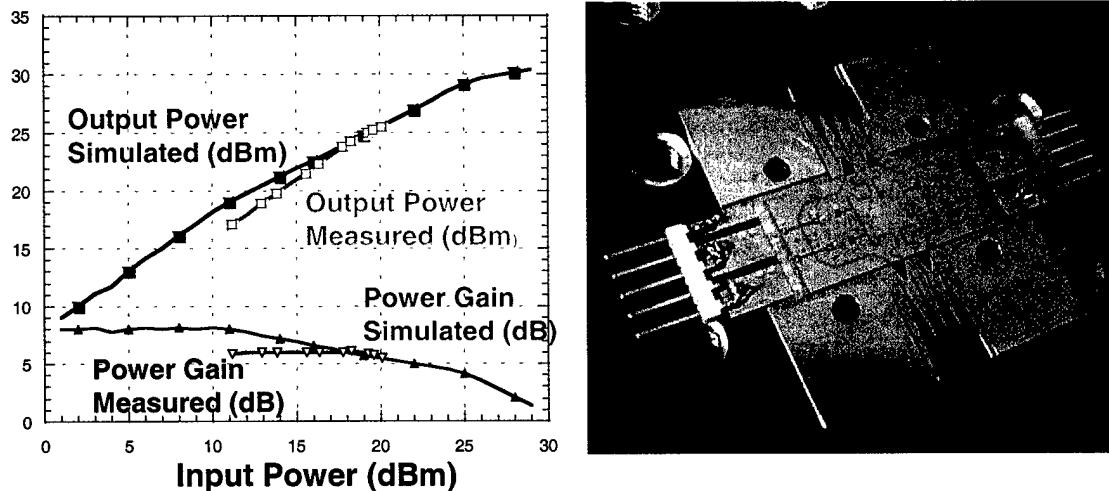 35
30
25
20
15
10
5
0
Output Power
Simulated (dBm)
Output Power
Measured (dBm)
Power Gain
Simulated (dB)
Power Gain
Measured (dB)
0 5 10 15 20 25 30
Input Power (dBm)